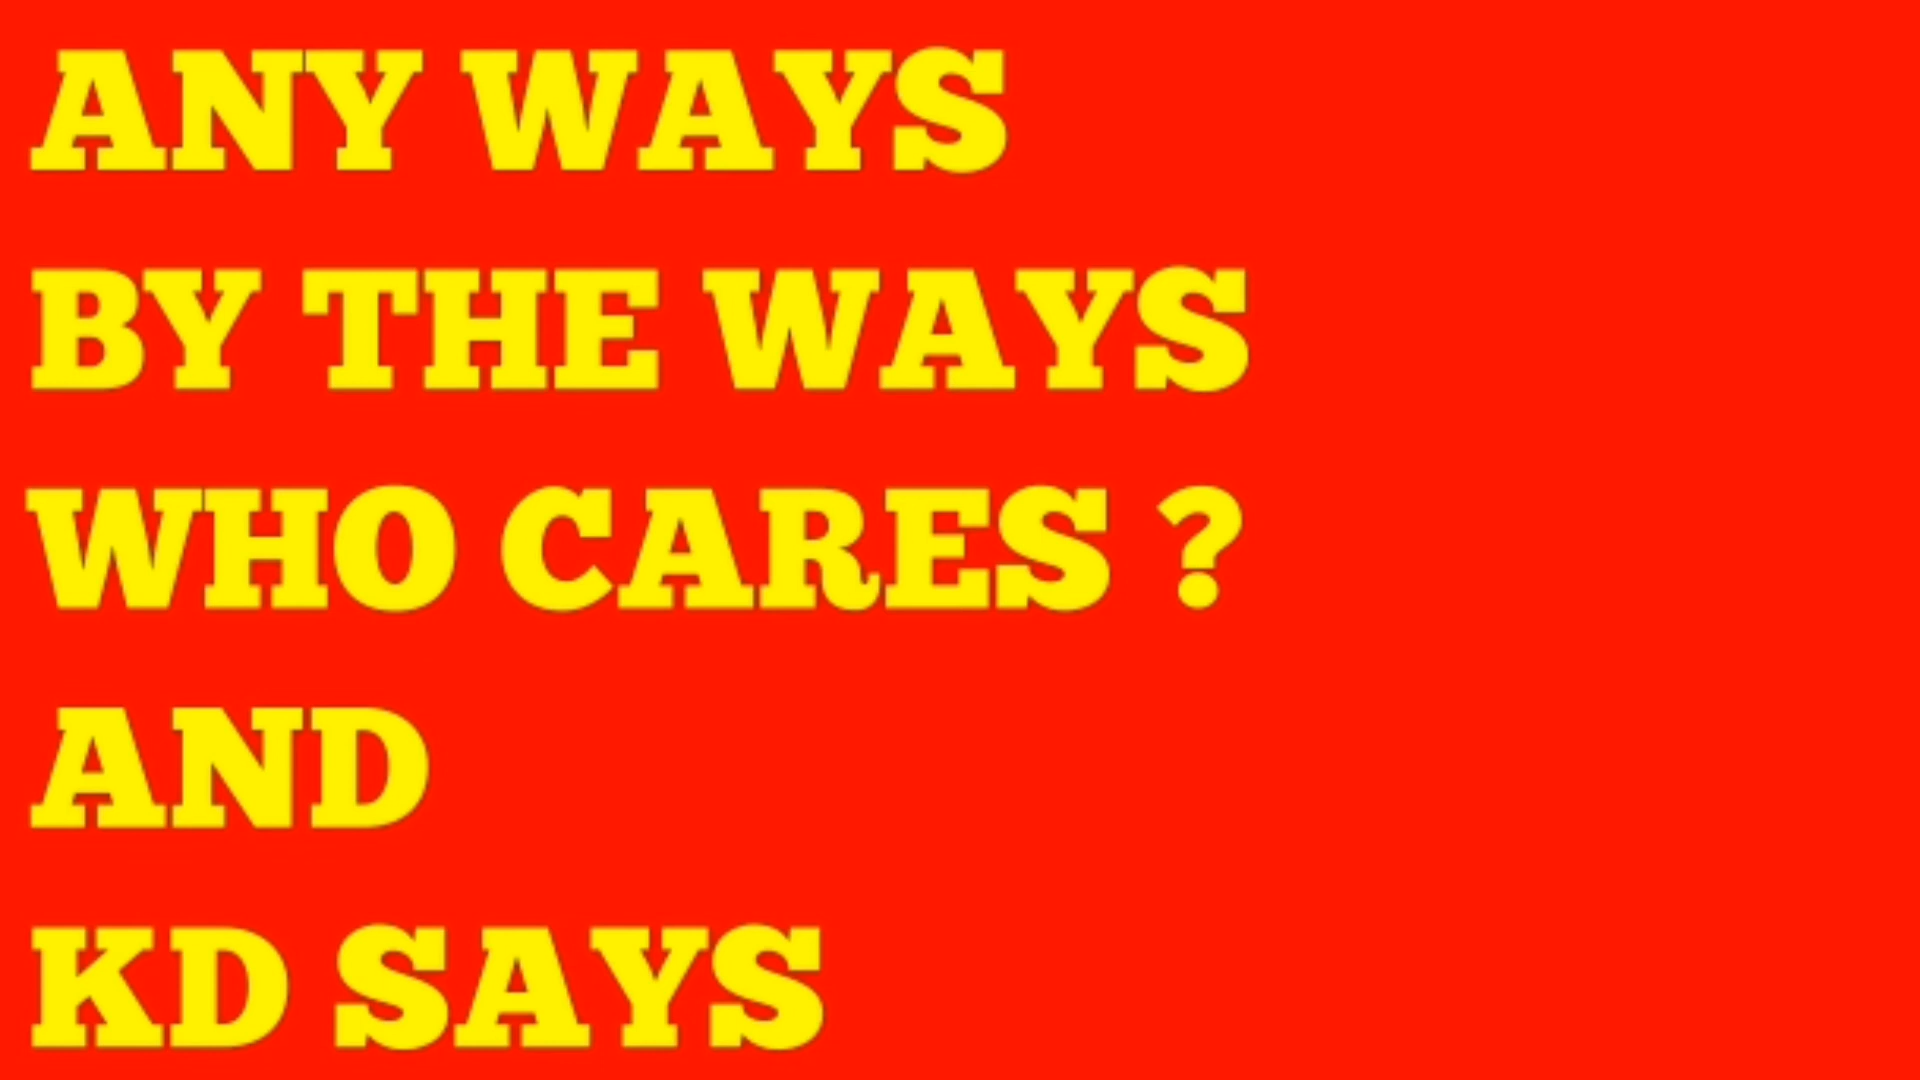 ANY WAYS
BY THE WAYS
WHO CARES ?
AND
KD SAYS